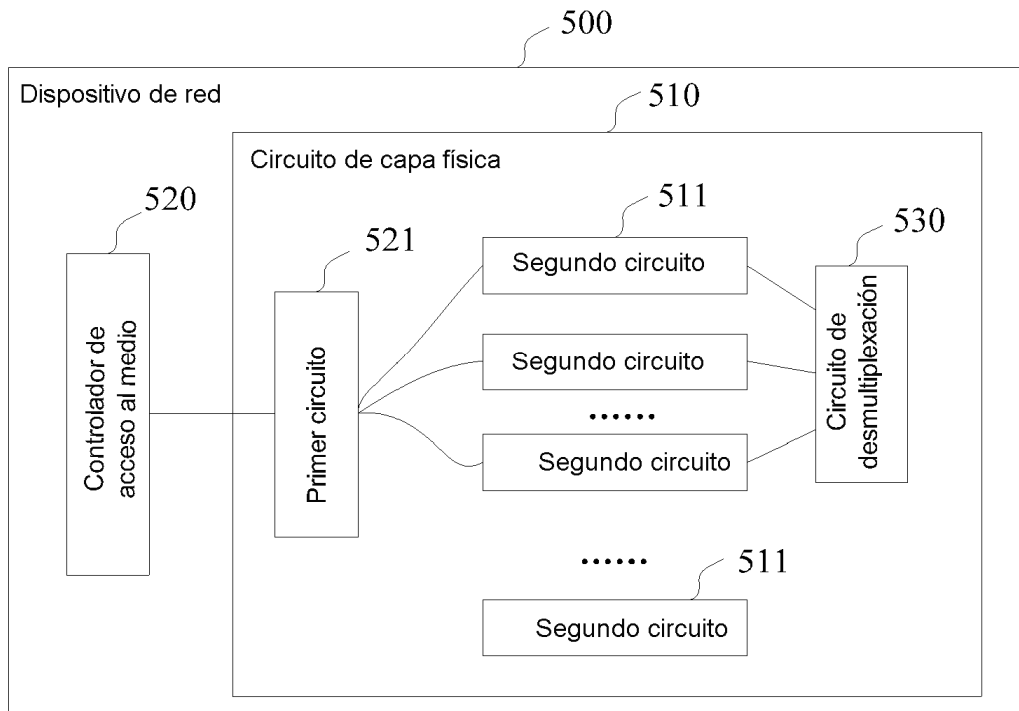 500
Dispositivo de red
510
Circuito de capa física
520
Controlador de
acceso al medio
521
Primer circuito
511
Segundo circuito
Segundo circuito
......
Segundo circuito
530
Circuito de
desmultiplexación
......
511
Segundo circuito